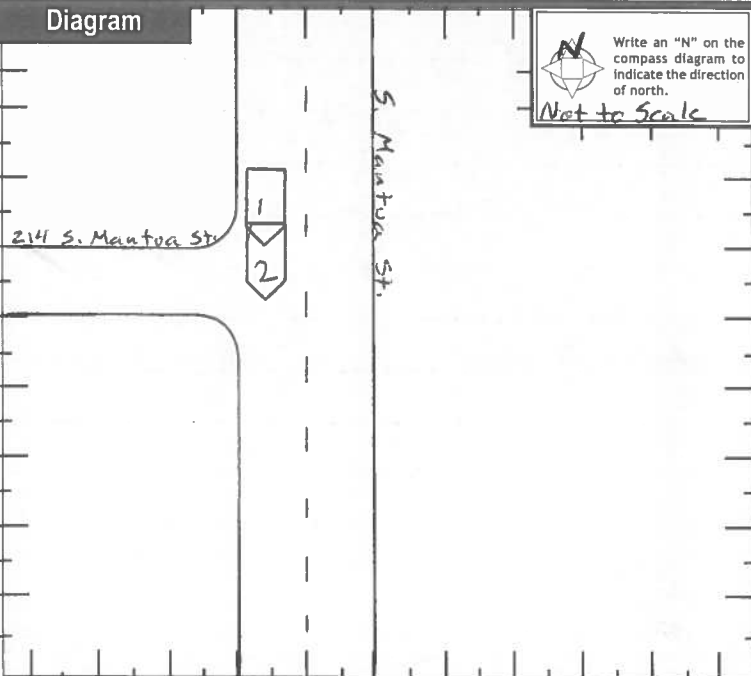 Diagram
N
Write an "N" on the
compass diagram to
indicate the direction
of north.
Not to Scale
S. Mantua St.
214 S. Mantua St.
1
2